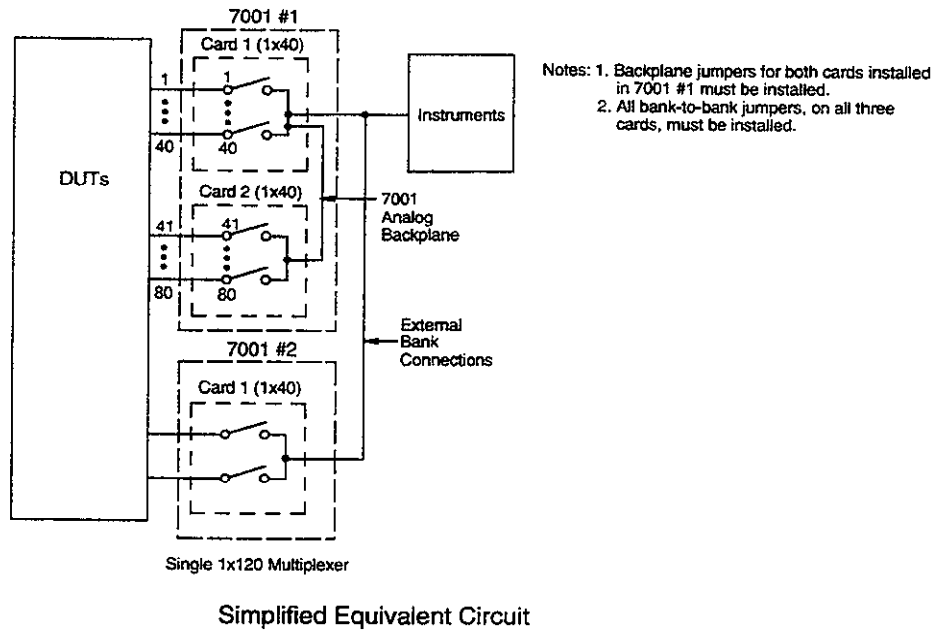 7001 #1
Card 1 (1x40)
1
1
40
40
DUTs
Instruments
Notes: 1. Backplane jumpers for both cards installed
in 7001 #1 must be installed.
2. All bank-to-bank jumpers, on all three
cards, must be installed.
Card 2 (1x40)
7001
Analog
Backplane
41
41
80
80
External
Bank
Connections
7001 #2
Card 1 (1x40)
Single 1x120 Multiplexer
Simplified Equivalent Circuit